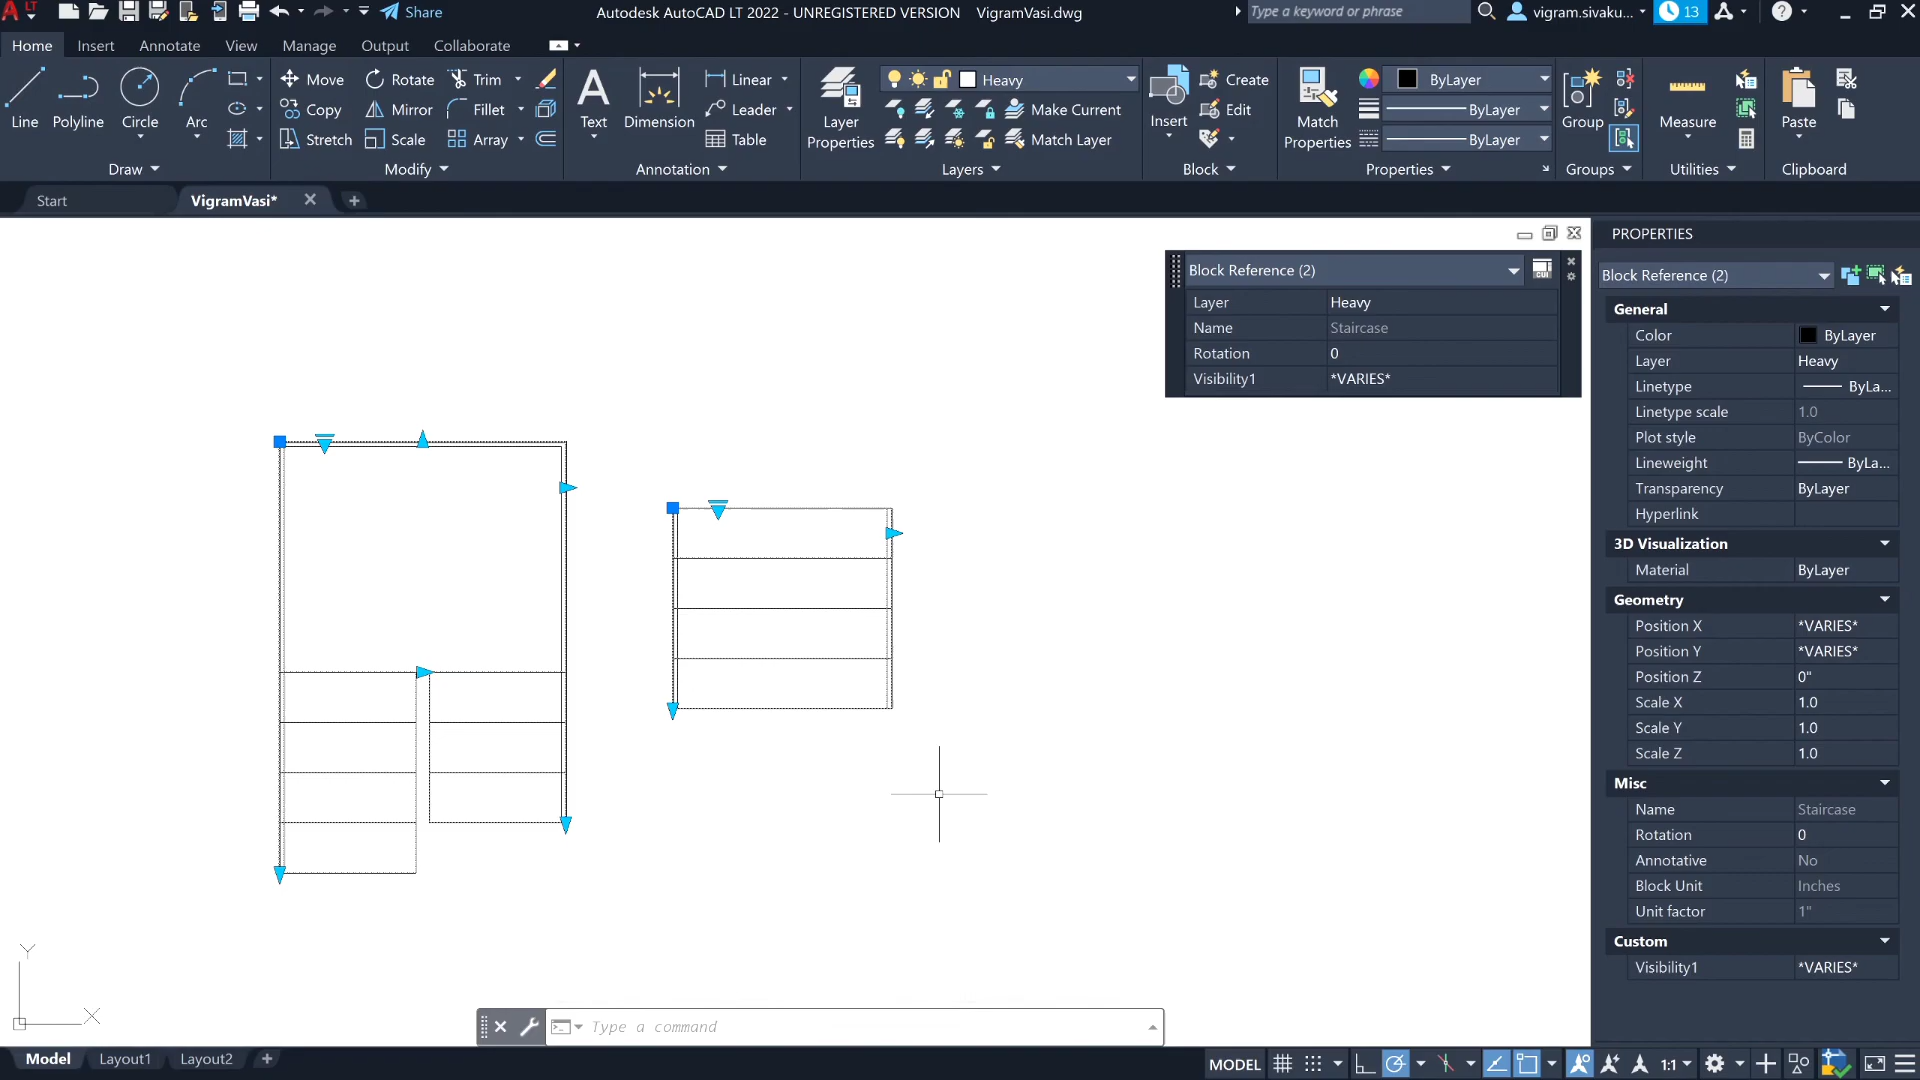 LT
Share
Autodesk AutoCAD LT 2022 - UNREGISTERED VERSION VigramVasi.dwg
Type a keyword or phrase
vigram.sivaku...
13
Home Insert Annotate View Manage Output Collaborate
Line
Polyline
Circle
Arc
Move Rotate Trim
Copy Mirror Fillet
Stretch Scale Array
Text
Dimension
Linear
Leader
Table
Layer
Properties
Heavy
Make Current
Match Layer
Insert
Create
Edit
Match
Properties
ByLayer
ByLayer
ByLayer
Group
Measure
Paste
Draw Modify Annotation Layers Block Properties Groups Utilities Clipboard
Start VigramVasi*
Block Reference (2)
CUI
Layer Heavy
Name Staircase
Rotation 0
Visibility1 *VARIES*
PROPERTIES
Block Reference (2)
General
Color ByLayer
Layer Heavy
Linetype ByLa...
Linetype scale 1.0
Plot style ByColor
Lineweight ByLa...
Transparency ByLayer
Hyperlink
3D Visualization
Material ByLayer
Geometry
Position X *VARIES*
Position Y *VARIES*
Position Z 0"
Scale X 1.0
Scale Y 1.0
Scale Z 1.0
Misc
Name Staircase
Rotation 0
Annotative No
Block Unit Inches
Unit factor 1"
Custom
Visibility1 *VARIES*
Y
X
Type a command
Model Layout1 Layout2
MODEL
1:1